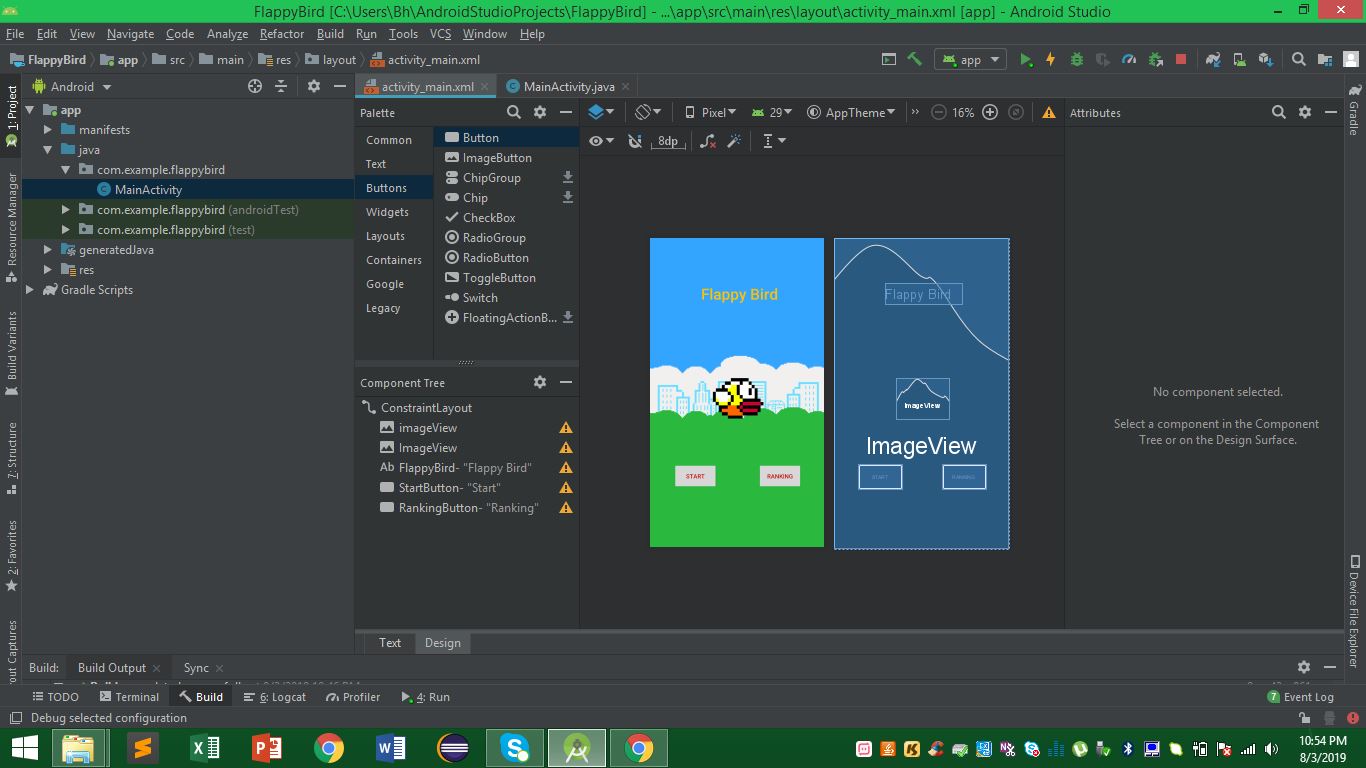 FlappyBird [C:\Users\Bh\AndroidStudioProjects\FlappyBird] - ...\app\src\main\res\layout\activity_main.xml [app] - Android Studio
File Edit View Navigate Code Analyze Refactor Build Run Tools VCS Window Help
FlappyBird app src main res layout activity_main.xml app
1: Project
Resource Manager
Build Variants
7: Structure
2: Favorites
Captures
Android
app
manifests
java
com.example.flappybird
MainActivity
com.example.flappybird (androidTest)
com.example.flappybird (test)
generatedJava
res
Gradle Scripts
activity_main.xml MainActivity.java
Palette
Common
Text
Buttons
Widgets
Layouts
Containers
Google
Legacy
Button
ImageButton
ChipGroup
Chip
CheckBox
RadioGroup
RadioButton
ToggleButton
Switch
FloatingActionB...
Component Tree
ConstraintLayout
imageView
ImageView
Ab FlappyBird- "Flappy Bird"
StartButton- "Start"
RankingButton- "Ranking"
Pixel 29 AppTheme » 16%
8dp
Flappy Bird
START RANKING
Flappy Bird
ImageView
ImageView
START RANKING
Attributes
No component selected.
Select a component in the Component
Tree or on the Design Surface.
Gradle
Device File Explorer
Text Design
Build: Build Output Sync
TODO Terminal Build 6: Logcat Profiler 4: Run 7 Event Log
Debug selected configuration
10:54 PM
8/3/2019